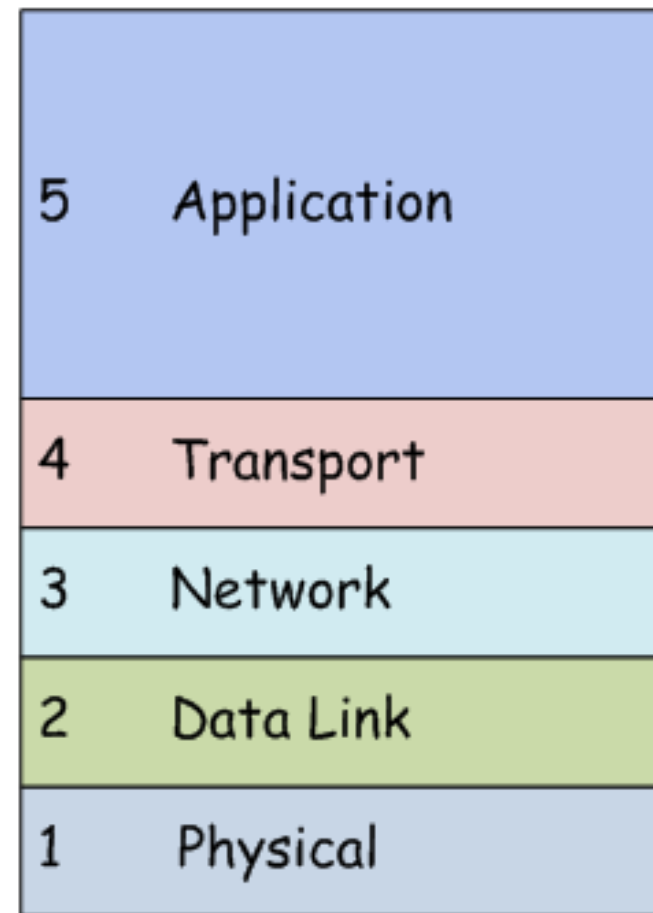 5 Application
4 Transport
3 Network
2 Data Link
1 Physical